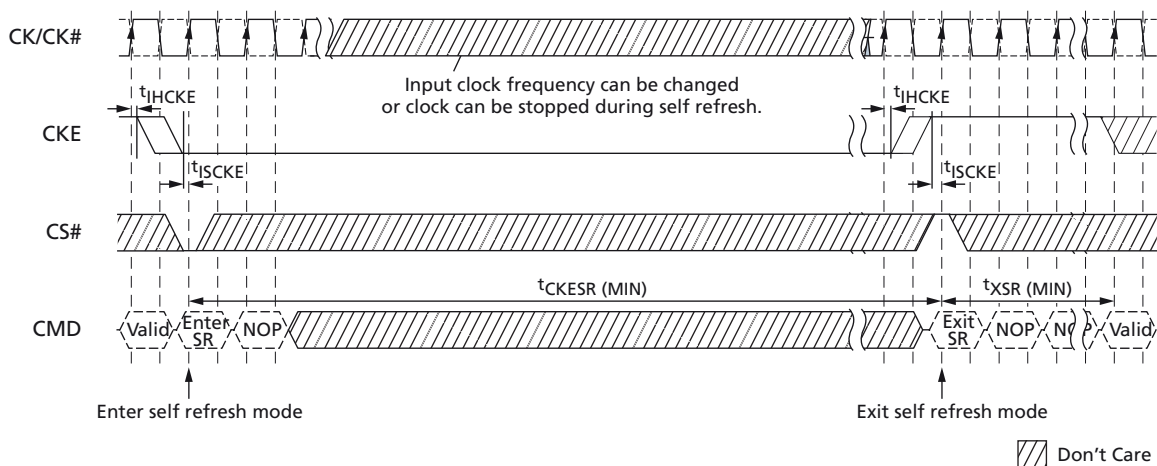 CK/CK#
Input clock frequency can be changed
or clock can be stopped during self refresh.
tIHCKE
tIHCKE
CKE
tISCKE
tISCKE
CS#
tCKESR (MIN)
tXSR (MIN)
CMD
Valid
Enter
SR
NOP
Exit
SR
NOP
NOP
Valid
Enter self refresh mode
Exit self refresh mode
Don't Care